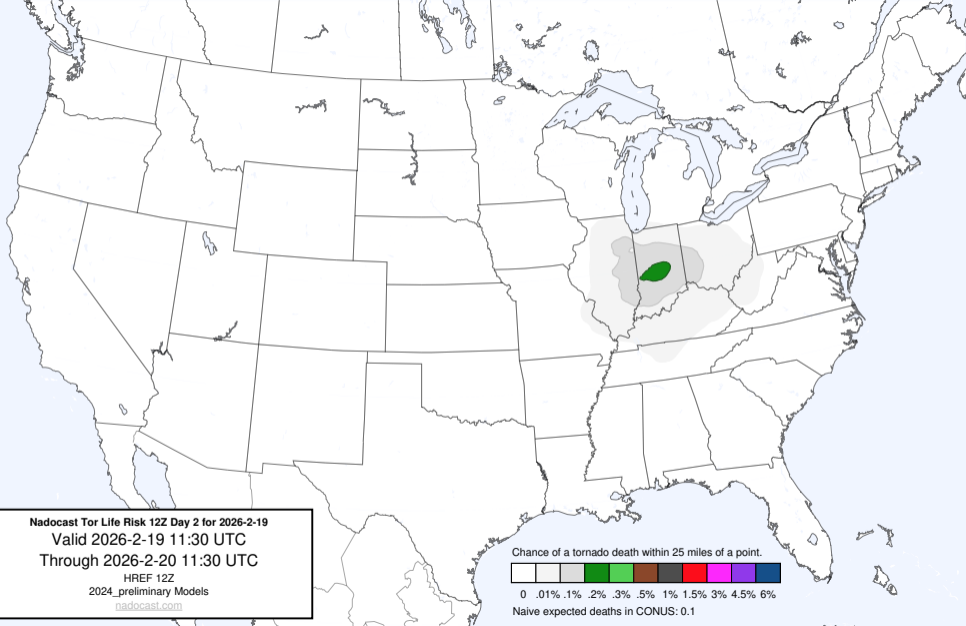 Nadocast Tor Life Risk 12Z Day 2 for 2026-2-19
Valid 2026-2-19 11:30 UTC
Through 2026-2-20 11:30 UTC
HREF 12Z
2024_preliminary Models
nadocast.com
Chance of a tornado death within 25 miles of a point.
0 .01% .1% .2% .3% .5% 1% 1.5% 3% 4.5% 6%
Naive expected deaths in CONUS: 0.1